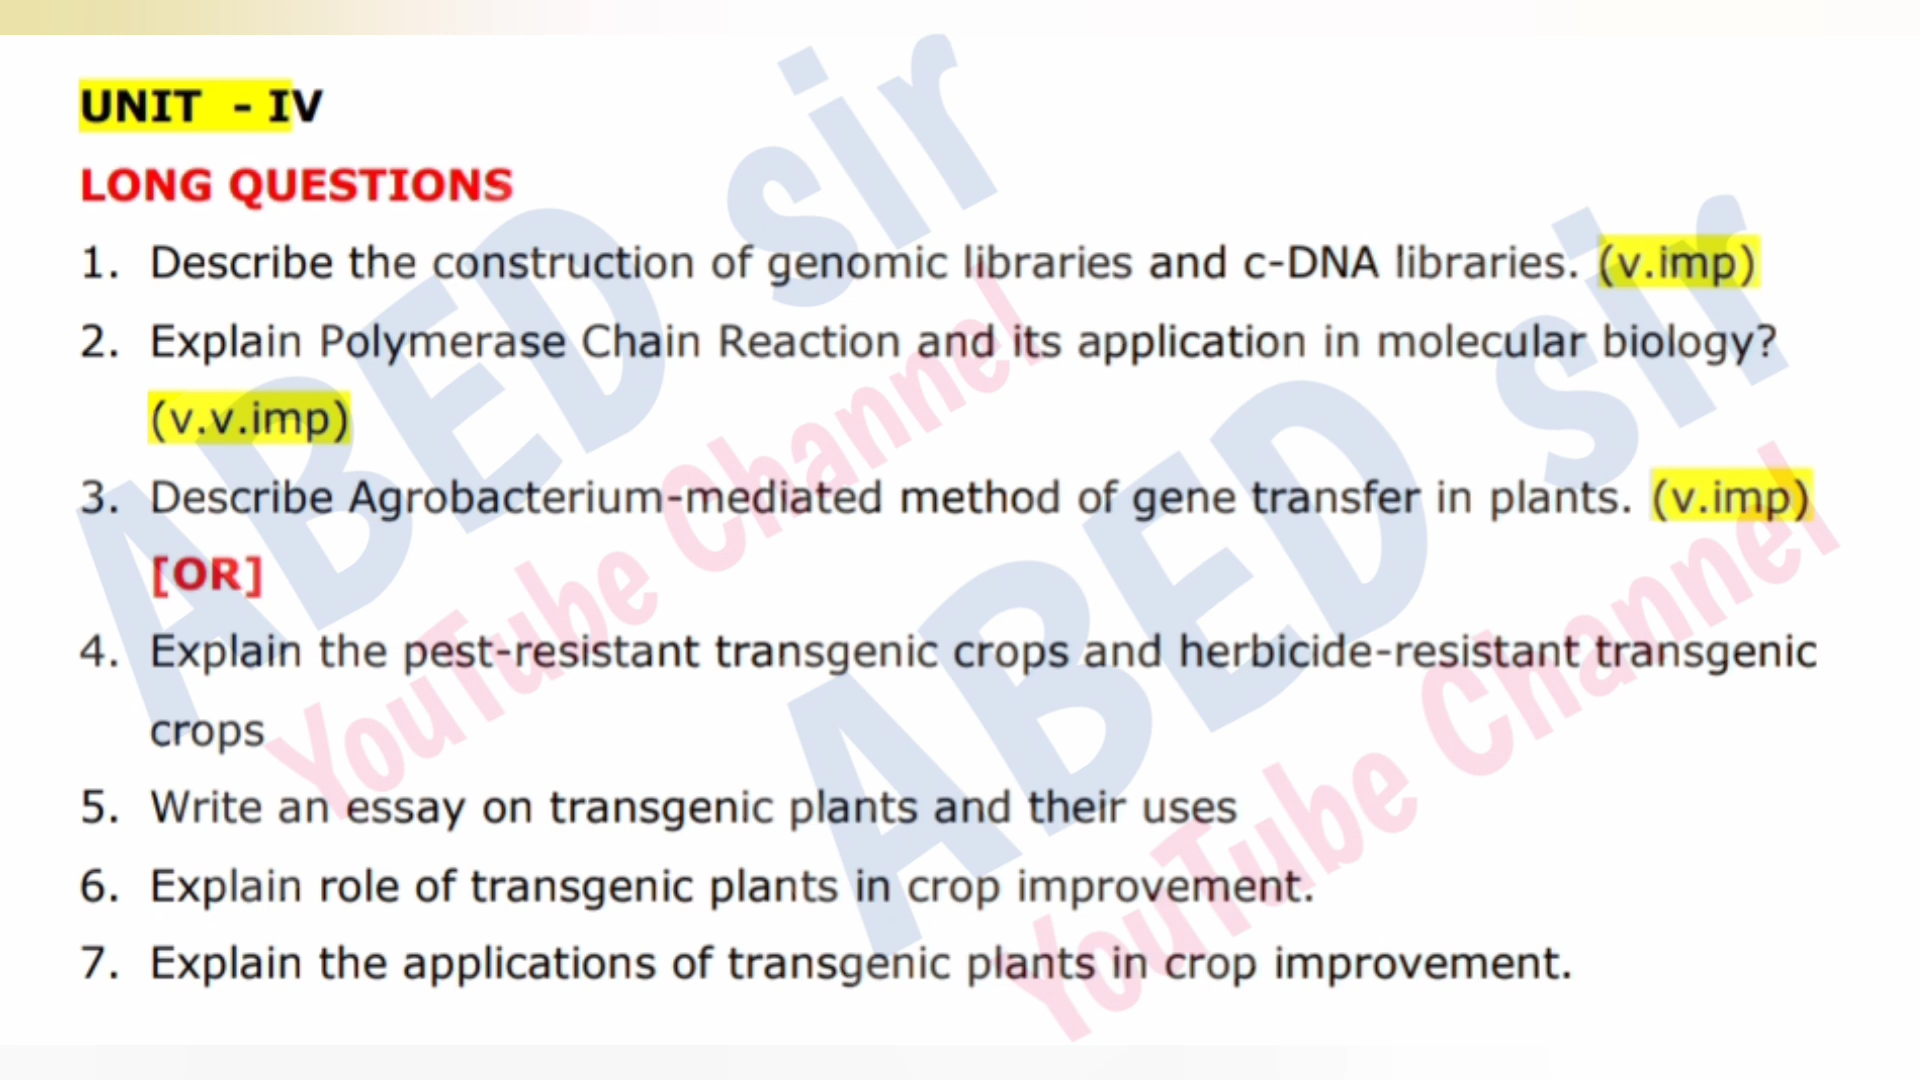 UNIT - IV
LONG QUESTIONS
1. Describe the construction of genomic libraries and c-DNA libraries. (v.imp)
2. Explain Polymerase Chain Reaction and its application in molecular biology?
(v.v.imp)
3. Describe Agrobacterium-mediated method of gene transfer in plants. (v.imp)
[OR]
4. Explain the pest-resistant transgenic crops and herbicide-resistant transgenic
crops
5. Write an essay on transgenic plants and their uses
6. Explain role of transgenic plants in crop improvement.
7. Explain the applications of transgenic plants in crop improvement.
ABED sir
YouTube Channel
ABED sir
YouTube Channel